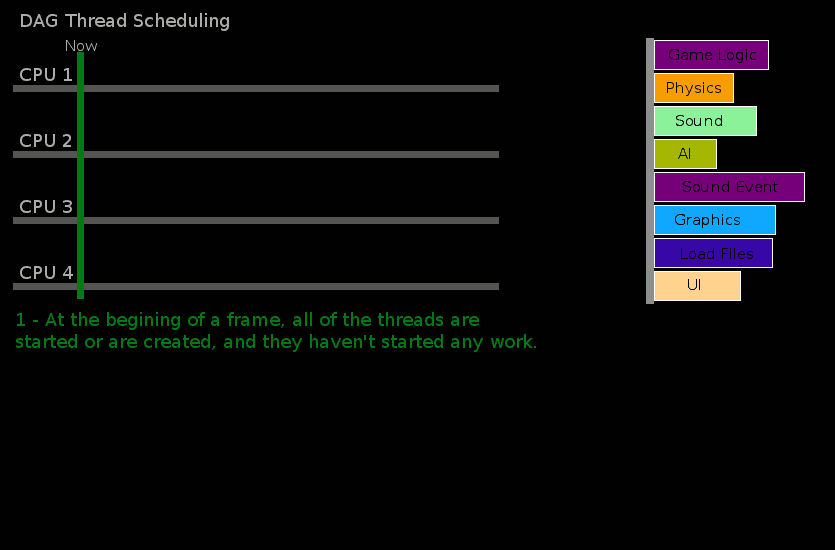 DAG Thread Scheduling
Now
CPU 1
CPU 2
CPU 3
CPU 4
1 - At the begining of a frame, all of the threads are
started or are created, and they haven't started any work.
Game Logic
Physics
Sound
AI
Sound Event
Graphics
Load Files
UI